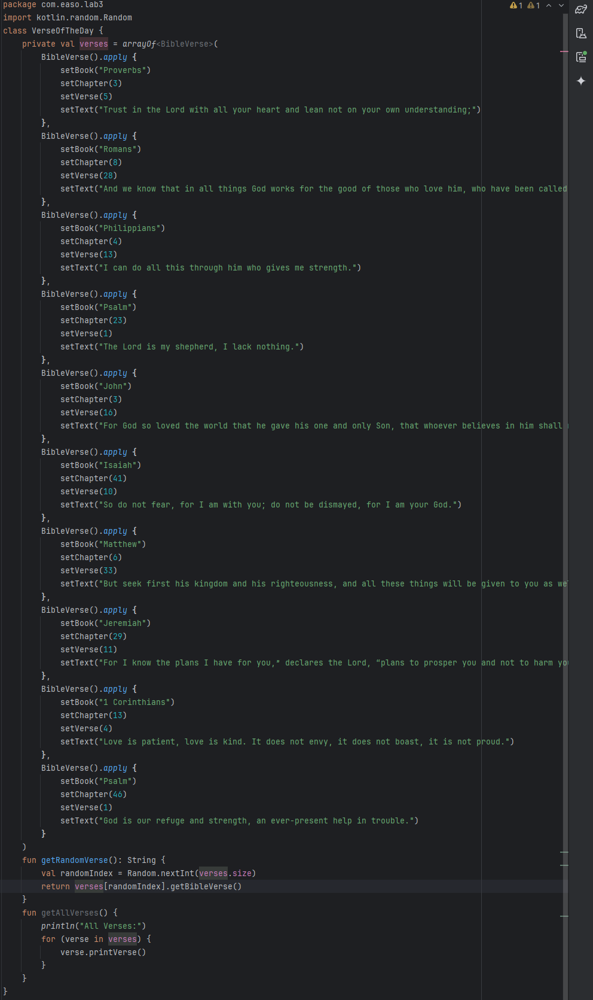 package com.easo.lab3
1 1
import kotlin.random.Random
class VerseOfTheDay {
    private val verses = arrayOf<BibleVerse>(
        BibleVerse().apply {
            setBook("Proverbs")
            setChapter(3)
            setVerse(5)
            setText("Trust in the Lord with all your heart and lean not on your own understanding;")
        },
        BibleVerse().apply {
            setBook("Romans")
            setChapter(8)
            setVerse(28)
            setText("And we know that in all things God works for the good of those who love him, who have been called
        },
        BibleVerse().apply {
            setBook("Philippians")
            setChapter(4)
            setVerse(13)
            setText("I can do all this through him who gives me strength.")
        },
        BibleVerse().apply {
            setBook("Psalm")
            setChapter(23)
            setVerse(1)
            setText("The Lord is my shepherd, I lack nothing.")
        },
        BibleVerse().apply {
            setBook("John")
            setChapter(3)
            setVerse(16)
            setText("For God so loved the world that he gave his one and only Son, that whoever believes in him shall
        },
        BibleVerse().apply {
            setBook("Isaiah")
            setChapter(41)
            setVerse(10)
            setText("So do not fear, for I am with you; do not be dismayed, for I am your God.")
        },
        BibleVerse().apply {
            setBook("Matthew")
            setChapter(6)
            setVerse(33)
            setText("But seek first his kingdom and his righteousness, and all these things will be given to you as
        },
        BibleVerse().apply {
            setBook("Jeremiah")
            setChapter(29)
            setVerse(11)
            setText("For I know the plans I have for you,” declares the Lord, “plans to prosper you and not to harm
        },
        BibleVerse().apply {
            setBook("1 Corinthians")
            setChapter(13)
            setVerse(4)
            setText("Love is patient, love is kind. It does not envy, it does not boast, it is not proud.")
        },
        BibleVerse().apply {
            setBook("Psalm")
            setChapter(46)
            setVerse(1)
            setText("God is our refuge and strength, an ever-present help in trouble.")
        }
    )
    fun getRandomVerse(): String {
        val randomIndex = Random.nextInt(verses.size)
        return verses[randomIndex].getBibleVerse()
    }
    fun getAllVerses() {
        println("All Verses:")
        for (verse in verses) {
            verse.printVerse()
        }
    }
}